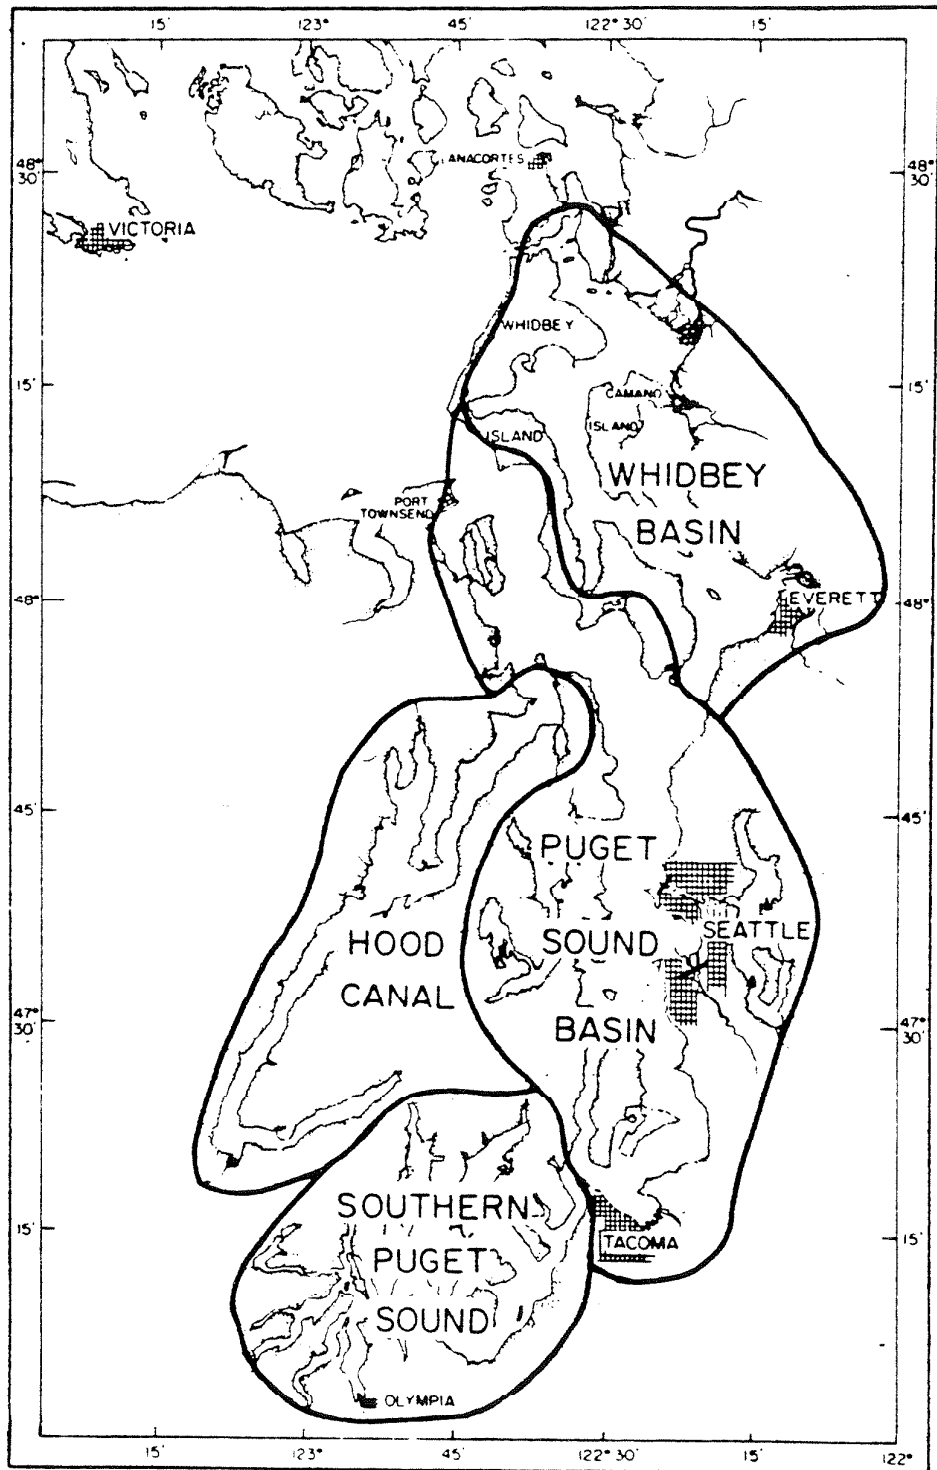 15'
123°
45'
122° 30'
15'
48°
30'
48°
30'
ANACORTES
VICTORIA
WHIDBEY
15'
15'
CAMANO
ISLAND
ISLAND
WHIDBEY
BASIN
PORT
TOWNSEND
48°
48°
EVERETT
45'
45'
PUGET
SOUND
BASIN
SEATTLE
HOOD
CANAL
47°
30'
47°
30'
SOUTHERN
PUGET
SOUND
15'
15'
TACOMA
OLYMPIA
15'
123°
45'
122° 30'
15'
122°